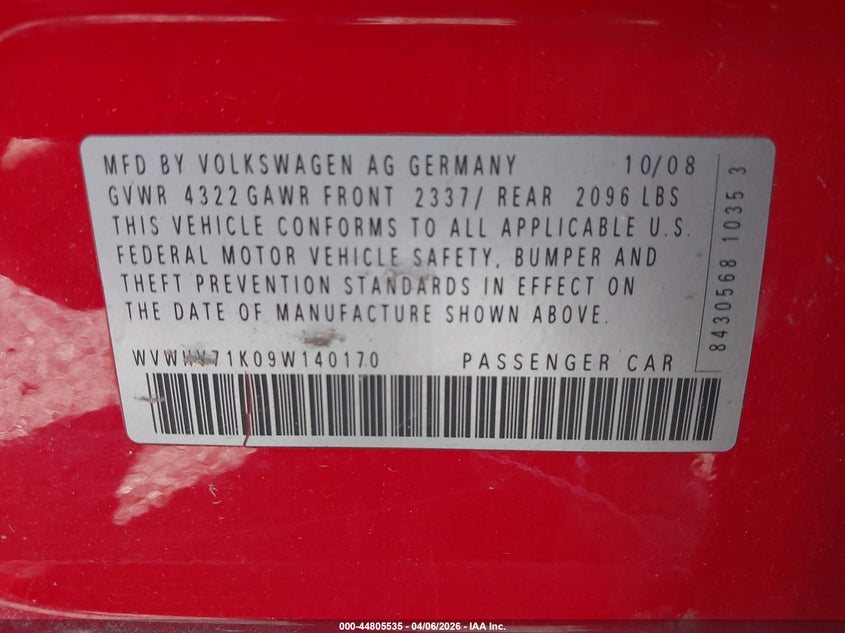 MFD BY VOLKSWAGEN AG GERMANY 10/08
GVWR 4322 GAWR FRONT 2337/ REAR 2096 LBS
THIS VEHICLE CONFORMS TO ALL APPLICABLE U.S.
FEDERAL MOTOR VEHICLE SAFETY, BUMPER AND
THEFT PREVENTION STANDARDS IN EFFECT ON
THE DATE OF MANUFACTURE SHOWN ABOVE.
PASSENGER CAR
8430568 1035 3
000-44805535 - 04/06/2026 - IAA Inc.